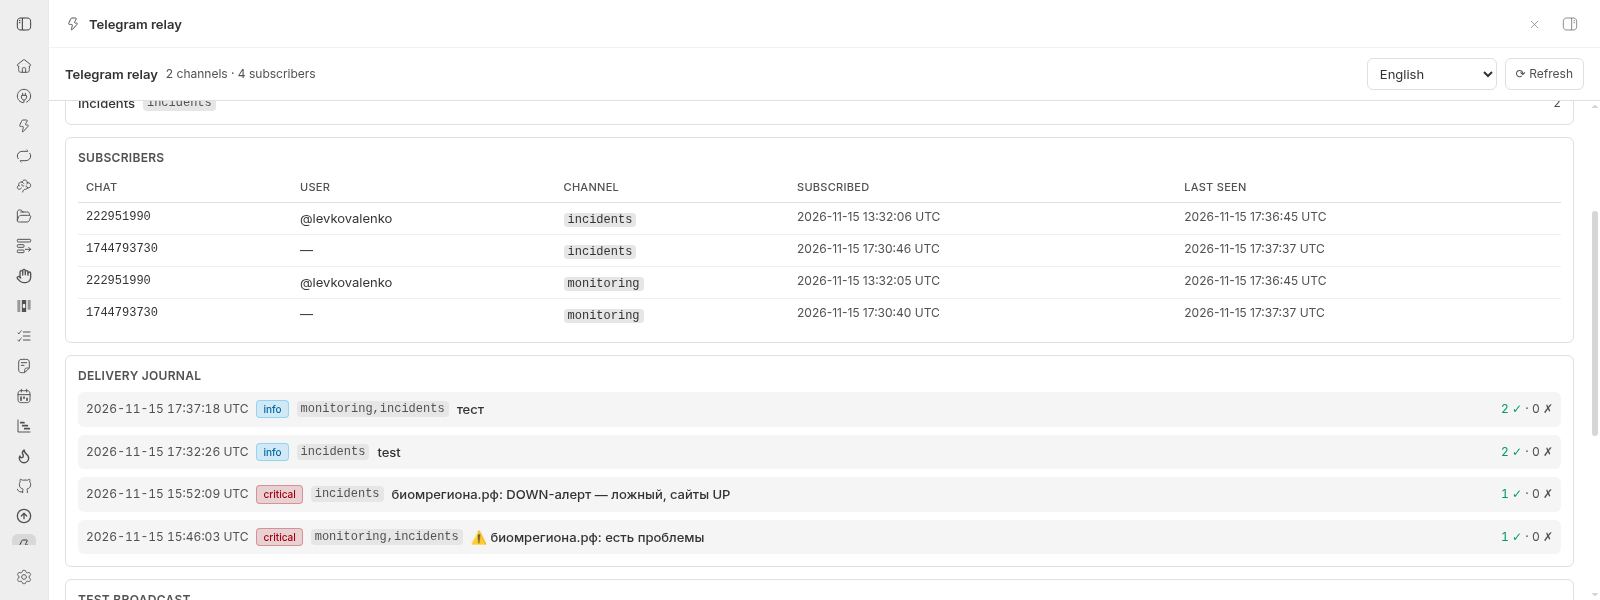 Telegram relay
Telegram relay 2 channels · 4 subscribers English ⟳ Refresh
Incidents incidents 2
SUBSCRIBERS
CHAT USER CHANNEL SUBSCRIBED LAST SEEN
222951990 @levkovalenko incidents 2026-11-15 13:32:06 UTC 2026-11-15 17:36:45 UTC
1744793730 — incidents 2026-11-15 17:30:46 UTC 2026-11-15 17:37:37 UTC
222951990 @levkovalenko monitoring 2026-11-15 13:32:05 UTC 2026-11-15 17:36:45 UTC
1744793730 — monitoring 2026-11-15 17:30:40 UTC 2026-11-15 17:37:37 UTC
DELIVERY JOURNAL
2026-11-15 17:37:18 UTC info monitoring,incidents тест 2 ✓ · 0 ✗
2026-11-15 17:32:26 UTC info incidents test 2 ✓ · 0 ✗
2026-11-15 15:52:09 UTC critical incidents биомрегиона.рф: DOWN-алерт — ложный, сайты UP 1 ✓ · 0 ✗
2026-11-15 15:46:03 UTC critical monitoring,incidents ⚠️ биомрегиона.рф: есть проблемы 1 ✓ · 0 ✗
TEST BROADCAST